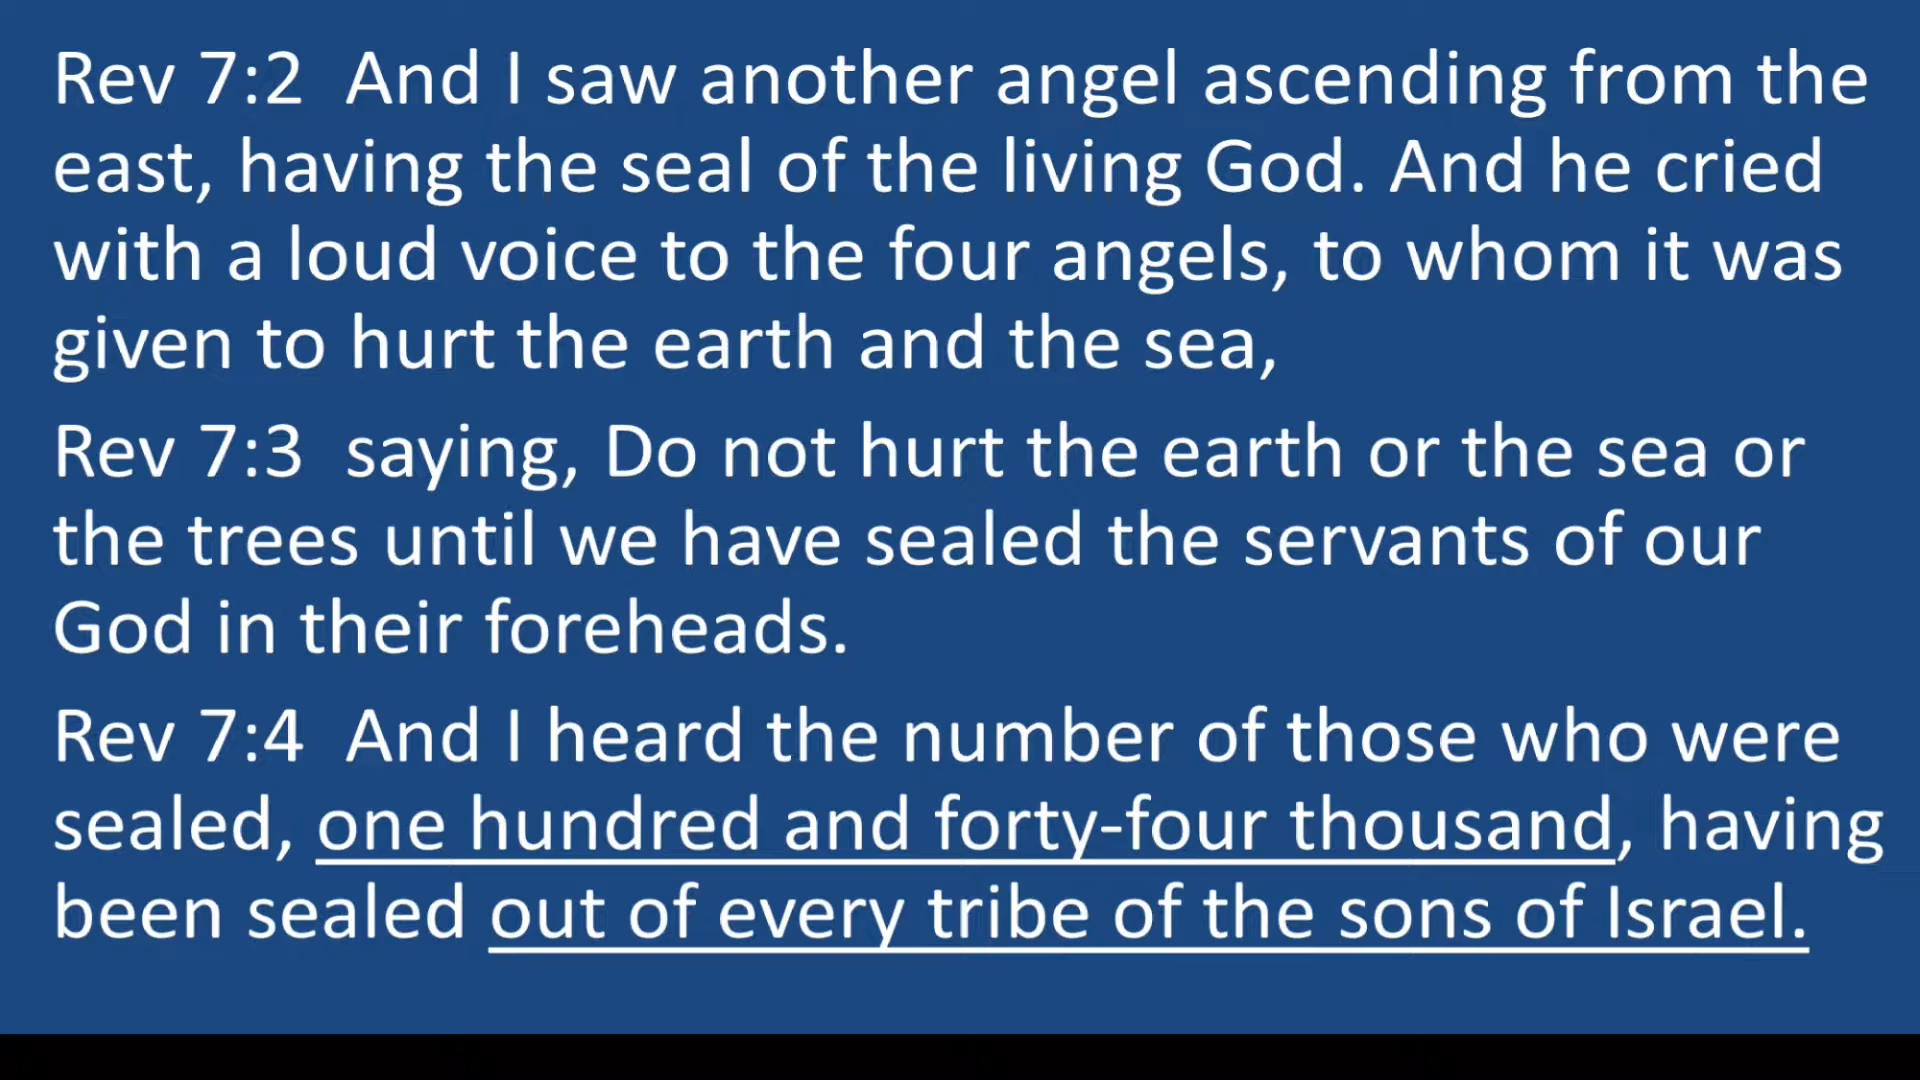 Rev 7:2  And I saw another angel ascending from the
east, having the seal of the living God. And he cried
with a loud voice to the four angels, to whom it was
given to hurt the earth and the sea,
Rev 7:3  saying, Do not hurt the earth or the sea or
the trees until we have sealed the servants of our
God in their foreheads.
Rev 7:4  And I heard the number of those who were
sealed, one hundred and forty-four thousand, having
been sealed out of every tribe of the sons of Israel.